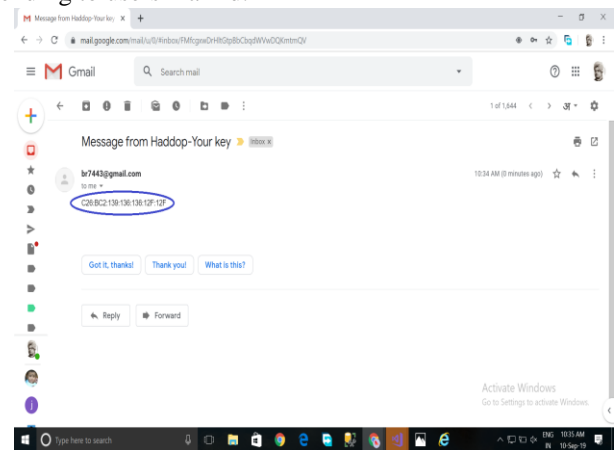 Message from Haddop-Your key
mail.google.com/mail/u/0/#inbox/FMfcgxwDrHltGtpBbCbqdWVwDQKmtmQV
Gmail
Search mail
1 of 1,644
अ
Message from Haddop-Your key
Inbox x
br7443@gmail.com
10:34 AM (0 minutes ago)
to me
C26:BC2:139:136:136:12F:12F
Got it, thanks!
Thank you!
What is this?
Reply
Forward
Activate Windows
Go to Settings to activate Windows.
Type here to search
ENG
10:35 AM
IN
10-Sep-19